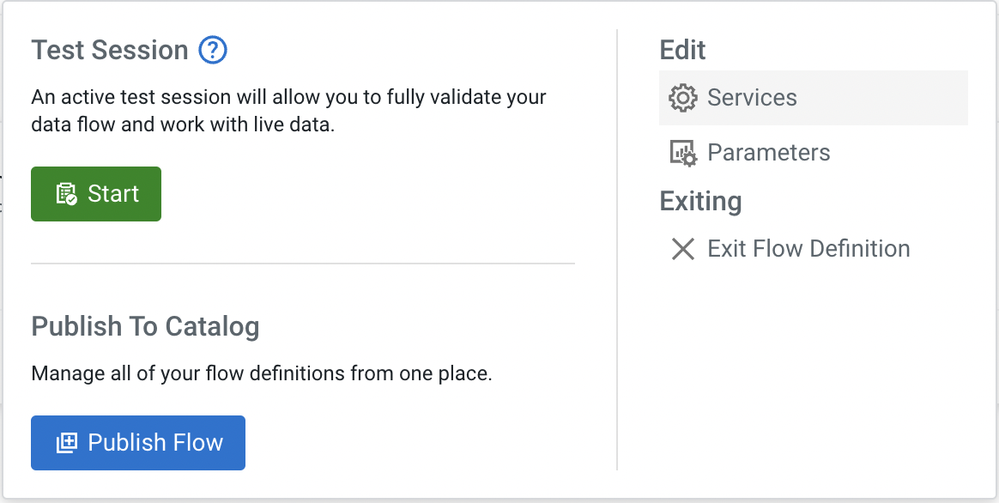 Test Session ?
An active test session will allow you to fully validate your
data flow and work with live data.
Start
Publish To Catalog
Manage all of your flow definitions from one place.
Publish Flow
Edit
Services
Parameters
Exiting
Exit Flow Definition